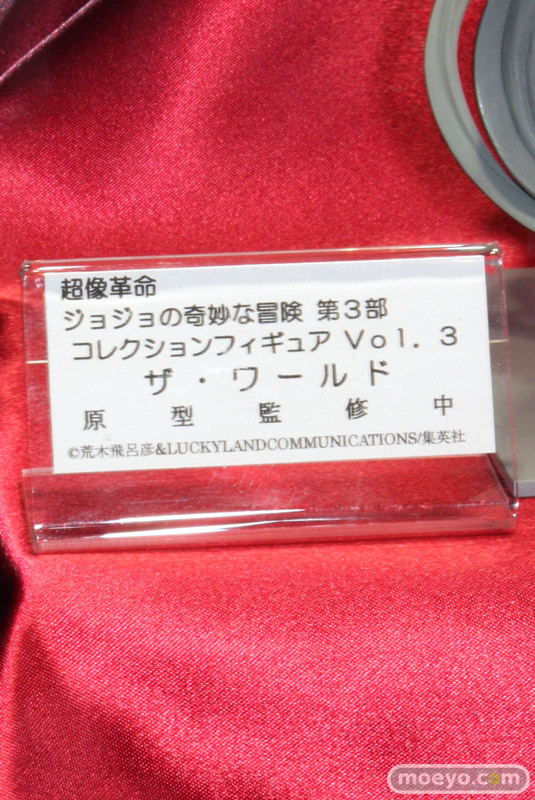 超像革命
ジョジョの奇妙な冒険 第3部
コレクションフィギュア Vol. 3
ザ・ワールド
原型監修中
©荒木飛呂彦&LUCKYLANDCOMMUNICATIONS/集英社
moeyo.com